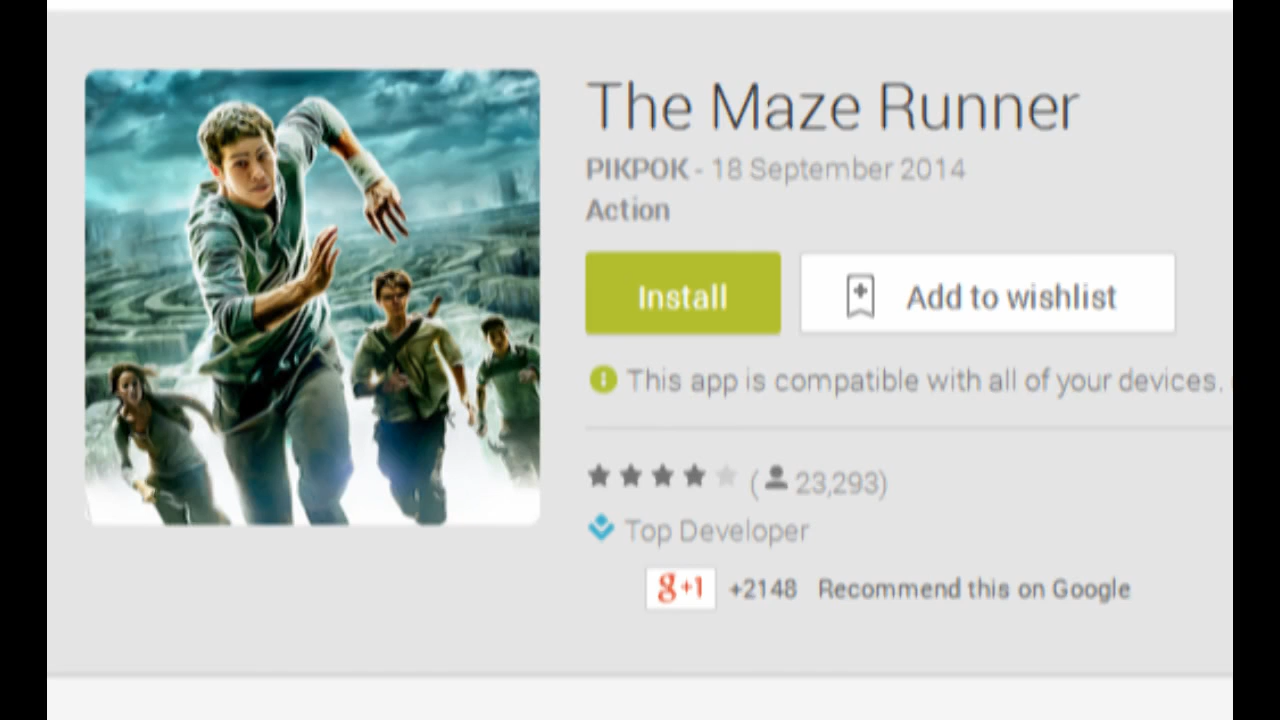 The Maze Runner
PIKPOK - 18 September 2014
Action
Install
Add to wishlist
This app is compatible with all of your devices.
(23,293)
Top Developer
g+1 +2148 Recommend this on Google